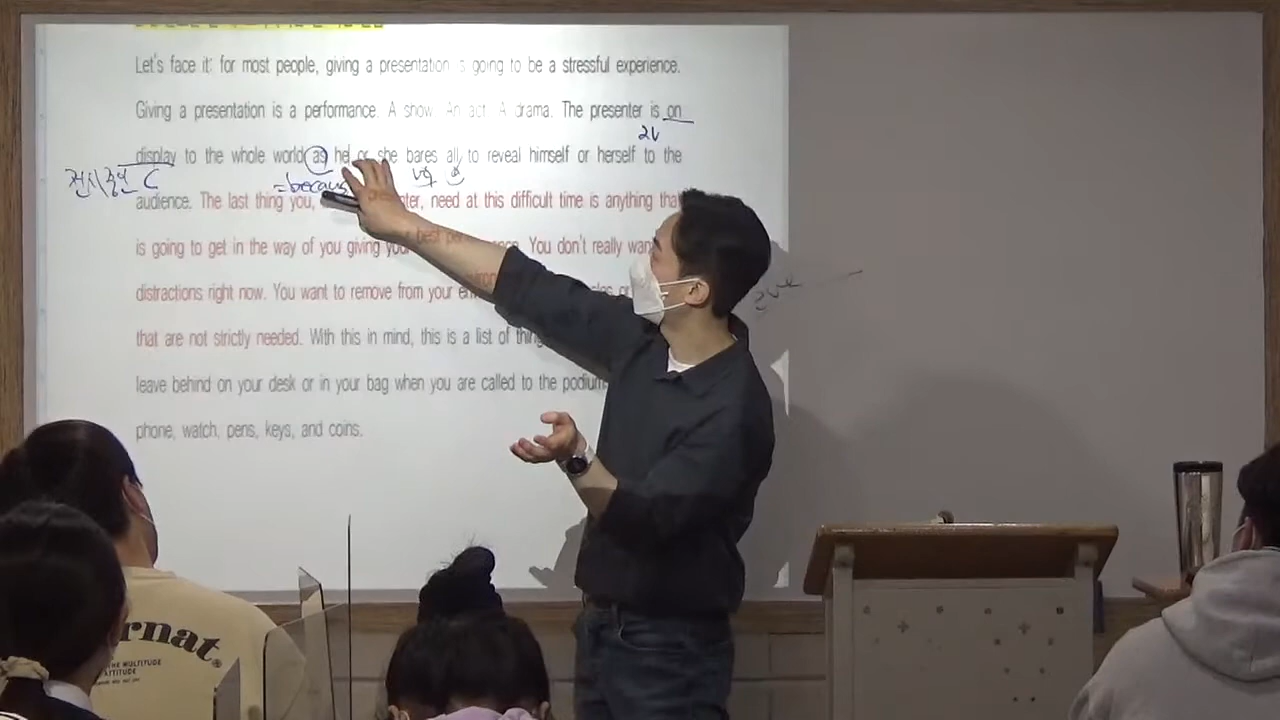 Let's face it: for most people, giving a presentation is going to be a stressful experience.
Giving a presentation is a performance. A show. An act. A drama. The presenter is on
display to the whole world as he or she bares all to reveal himself or herself to the
전시중인
=becaus
audience. The last thing you, need at this difficult time is anything that
is going to get in the way of you giving your best You don't really want
distractions right now. You want to remove from your
that are not strictly needed. With this in mind, this is a list of thing
leave behind on your desk or in your bag when you are called to the podium
phone, watch, pens, keys, and coins.
rnat
THE MULTITUDE
ATTITUDE